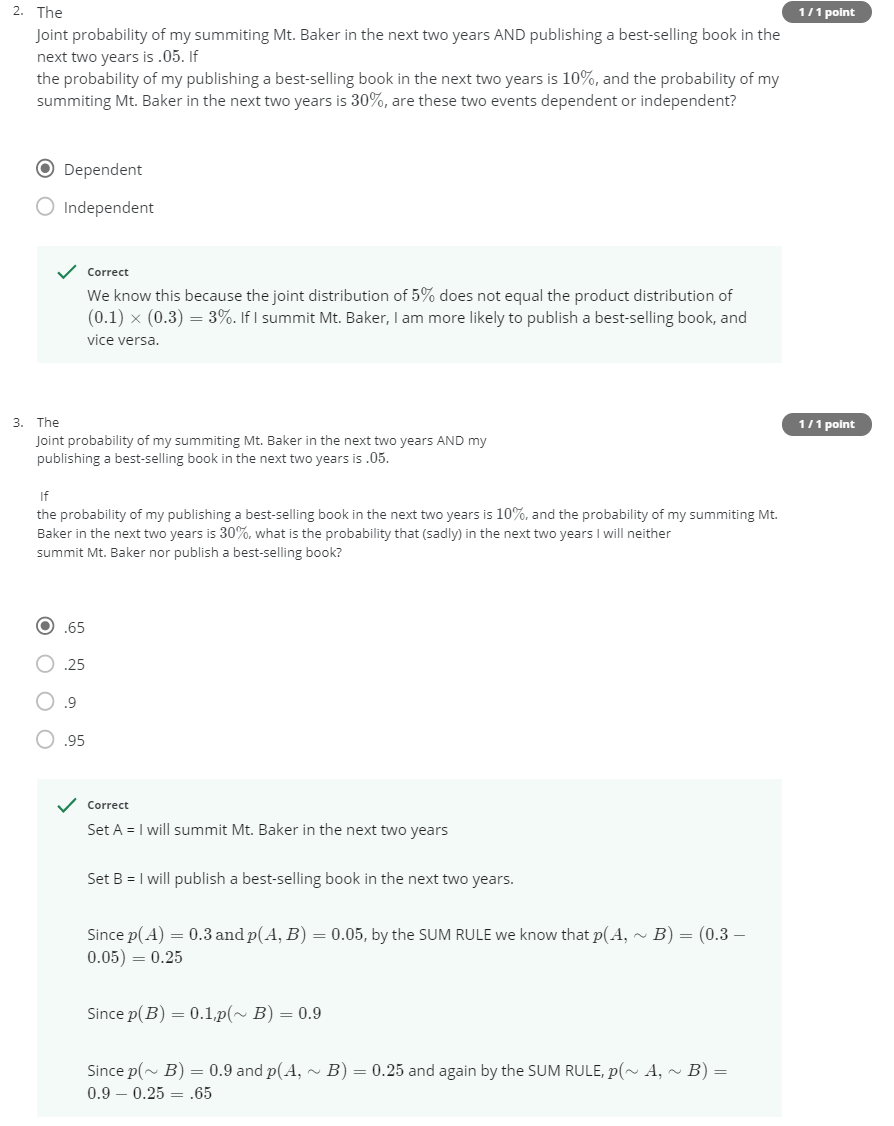 2. The
1 / 1 point
Joint probability of my summiting Mt. Baker in the next two years AND publishing a best-selling book in the
next two years is .05. If
the probability of my publishing a best-selling book in the next two years is 10%, and the probability of my
summiting Mt. Baker in the next two years is 30%, are these two events dependent or independent?
Dependent
Independent
Correct
We know this because the joint distribution of 5% does not equal the product distribution of
(0.1) × (0.3) = 3%. If I summit Mt. Baker, I am more likely to publish a best-selling book, and
vice versa.
3. The
1 / 1 point
Joint probability of my summiting Mt. Baker in the next two years AND my
publishing a best-selling book in the next two years is .05.
If
the probability of my publishing a best-selling book in the next two years is 10%, and the probability of my summiting Mt.
Baker in the next two years is 30%, what is the probability that (sadly) in the next two years I will neither
summit Mt. Baker nor publish a best-selling book?
.65
.25
.9
.95
Correct
Set A = I will summit Mt. Baker in the next two years
Set B = I will publish a best-selling book in the next two years.
Since p(A) = 0.3 and p(A, B) = 0.05, by the SUM RULE we know that p(A, ∼ B) = (0.3 −
0.05) = 0.25
Since p(B) = 0.1,p(∼ B) = 0.9
Since p(∼ B) = 0.9 and p(A, ∼ B) = 0.25 and again by the SUM RULE, p(∼ A, ∼ B) =
0.9 − 0.25 = .65